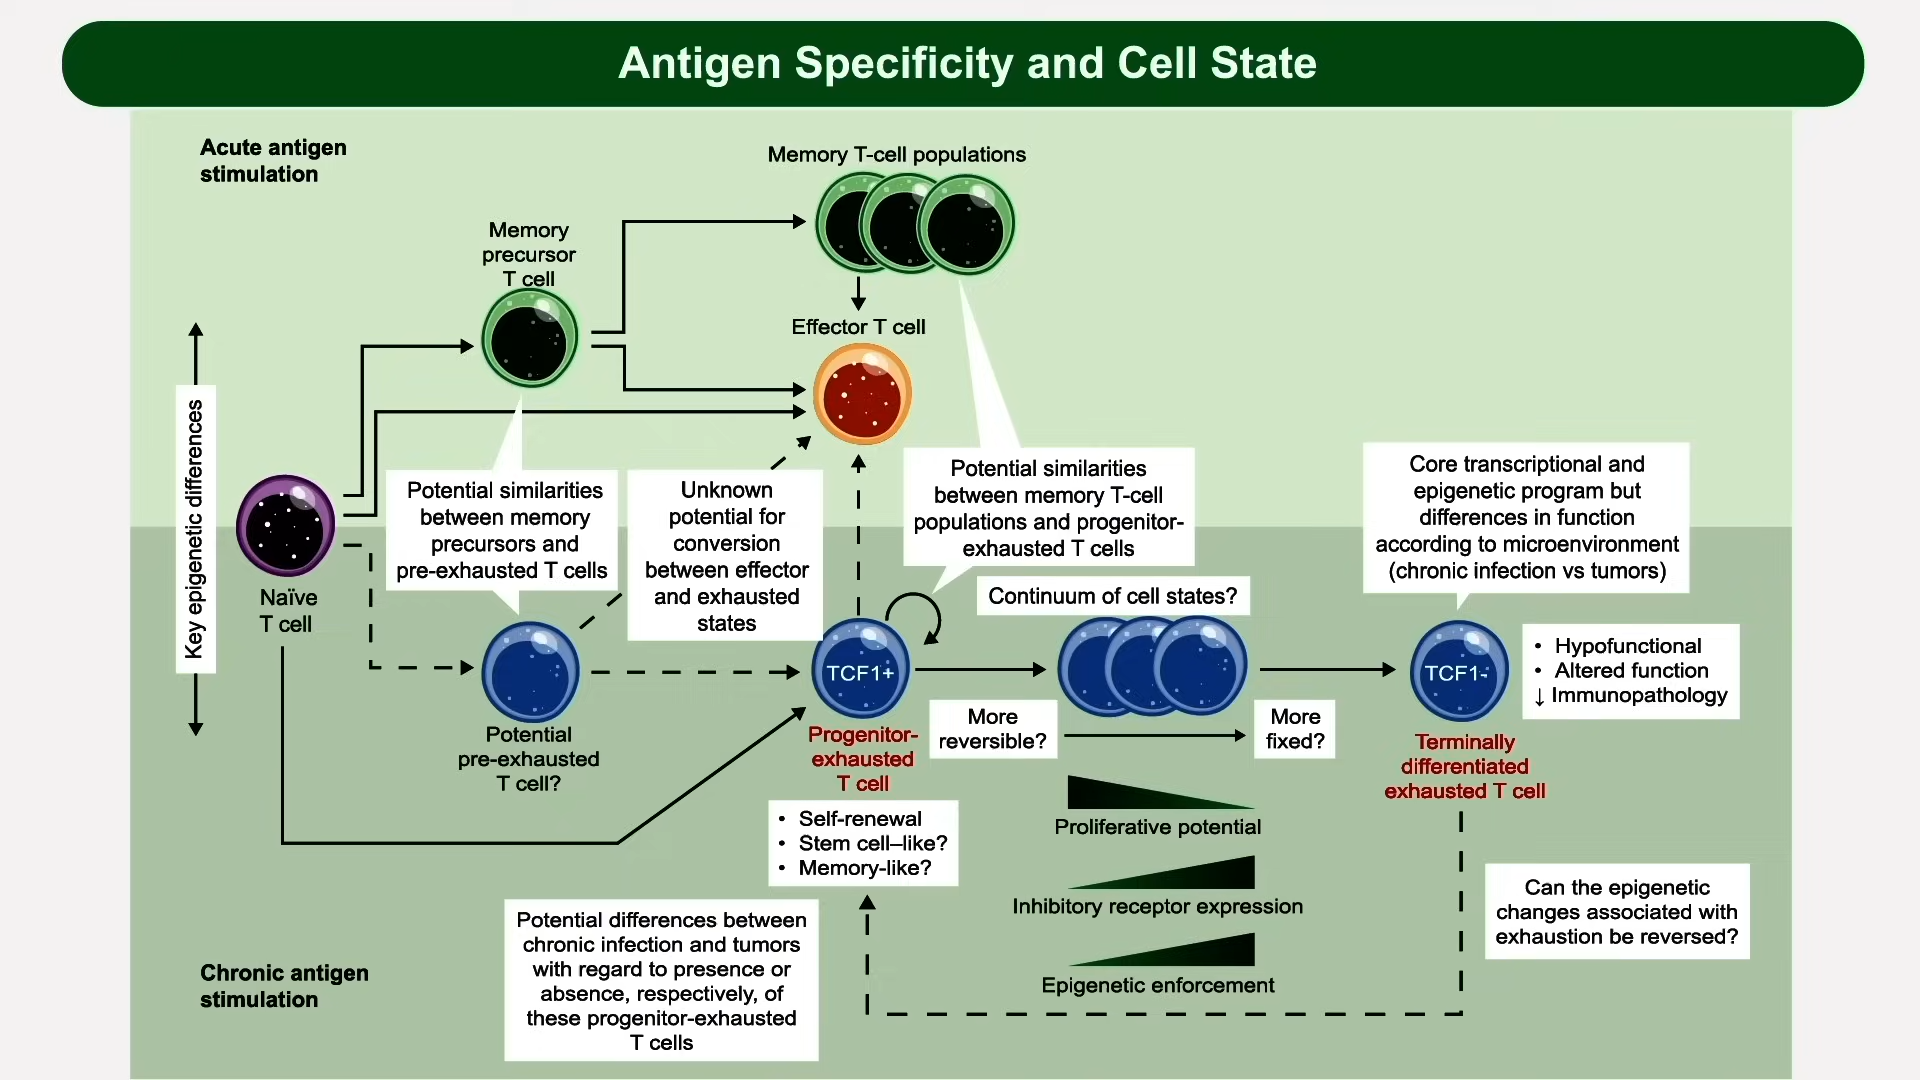 Antigen Specificity and Cell State
Acute antigen
stimulation
Memory T-cell populations
Memory
precursor
T cell
Effector T cell
Key epigenetic differences
Naïve
T cell
Potential similarities
between memory
precursors and
pre-exhausted T cells
Unknown
potential for
conversion
between effector
and exhausted
states
Potential similarities
between memory T-cell
populations and progenitor-
exhausted T cells
Core transcriptional and
epigenetic program but
differences in function
according to microenvironment
(chronic infection vs tumors)
Continuum of cell states?
TCF1+
TCF1-
• Hypofunctional
• Altered function
↓ Immunopathology
Potential
pre-exhausted
T cell?
Progenitor-
exhausted
T cell
More
reversible?
More
fixed?
Terminally
differentiated
exhausted T cell
• Self-renewal
• Stem cell–like?
• Memory-like?
Proliferative potential
Inhibitory receptor expression
Epigenetic enforcement
Can the epigenetic
changes associated with
exhaustion be reversed?
Potential differences between
chronic infection and tumors
with regard to presence or
absence, respectively, of
these progenitor-exhausted
T cells
Chronic antigen
stimulation